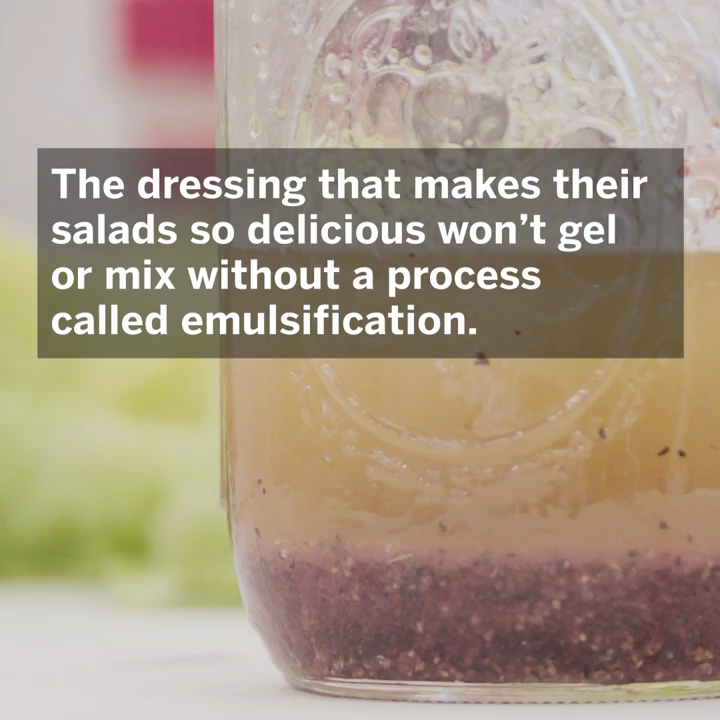 The dressing that makes their
salads so delicious won’t gel
or mix without a process
called emulsification.